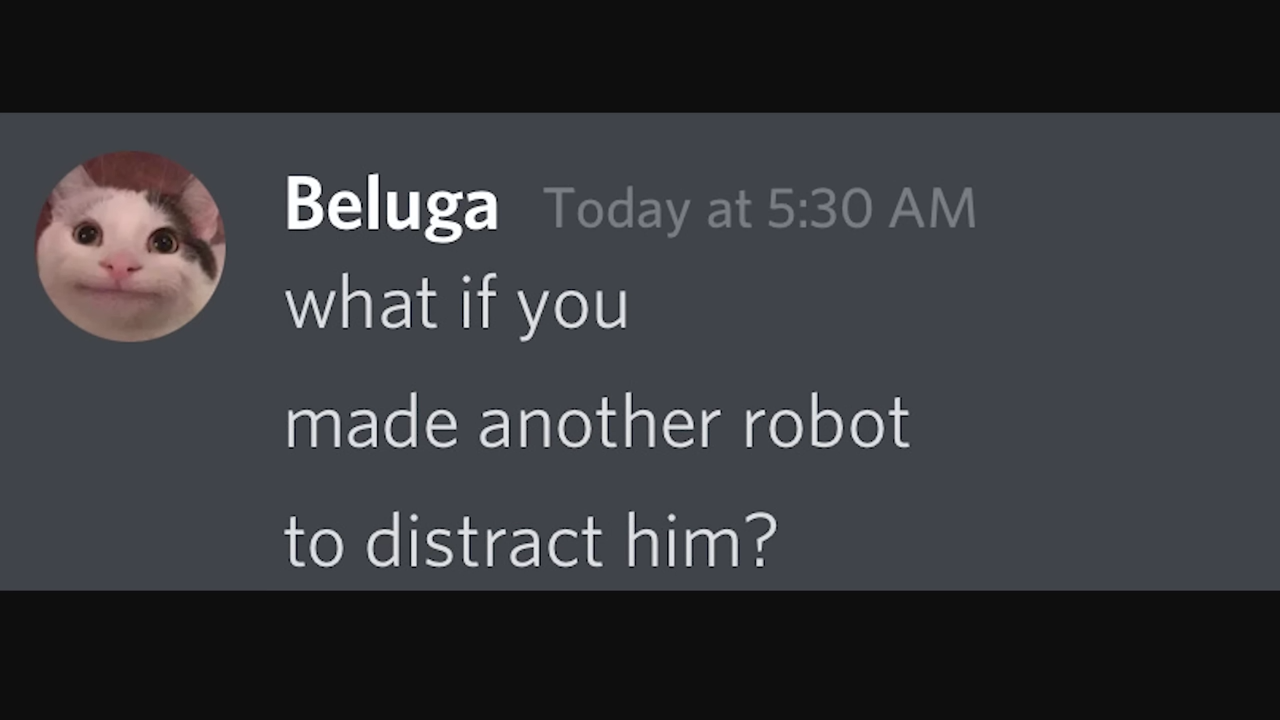 Beluga Today at 5:30 AM
what if you
made another robot
to distract him?